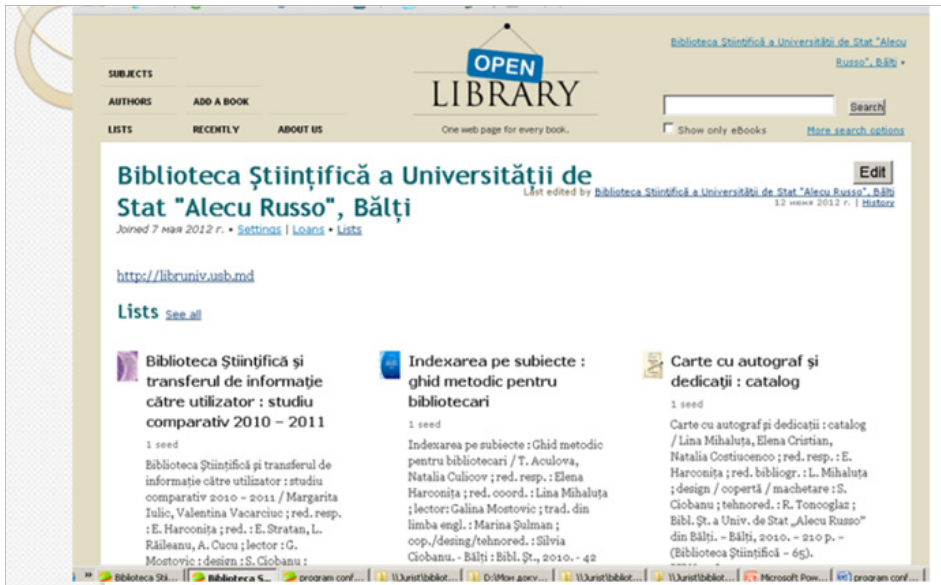 Biblioteca Ştiinţifică a Universităţii de Stat "Alecu
Russo", Bălţi
SUBJECTS
AUTHORS ADD A BOOK
LISTS RECENTLY ABOUT US
OPEN
LIBRARY
One web page for every book.
Search
Show only eBooks More search options
Biblioteca Ştiinţifică a Universităţii de
Stat "Alecu Russo", Bălţi
Edit
Last edited by Biblioteca Ştiinţifică a Universităţii de Stat "Alecu Russo", Bălţi
12 июня 2012 г. | History
Joined 7 мая 2012 г. • Settings | Loans • Lists
http://libruniv.usb.md
Lists See all
Biblioteca Ştiinţifică şi
transferul de informaţie
către utilizator : studiu
comparativ 2010 – 2011
1 seed
Biblioteca Ştiinţifică şi transferul de
informaţie către utilizator : studiu
comparativ 2010 – 2011 / Margarita
Iulic, Valentina Vacarciuc ; red. resp.
: E. Harconiţa ; red. : E. Stratan, L.
Răileanu, A. Cucu ; lector : G.
Mostovic ; design : S. Ciobanu ;
Indexarea pe subiecte :
ghid metodic pentru
bibliotecari
1 seed
Indexarea pe subiecte : Ghid metodic
pentru bibliotecari / T. Aculova,
Natalia Culicov ; red. resp. : Elena
Harconiţa ; red. coord. : Lina Mihaluţa
; lector: Galina Mostovic ; trad. din
limba engl. : Marina Şulman ;
cop./desing/tehnored. : Silvia
Ciobanu. - Bălţi : Bibl. Şt., 2010. - 42
Carte cu autograf şi
dedicaţii : catalog
1 seed
Carte cu autograf şi dedicaţii : catalog
/ Lina Mihaluţa, Elena Cristian,
Natalia Costiucenco ; red. resp. : E.
Harconiţa ; red. bibliogr. : L. Mihaluţa
; design / copertă / machetare : S.
Ciobanu ; tehnored. : R. Toncoglaz ;
Bibl. Şt. a Univ. de Stat „Alecu Russo”
din Bălţi. – Bălţi, 2010. – 210 p. –
(Biblioteca Ştiinţifică – 65).
» Biblioteca Sti... Biblioteca S... program conf... \\Jurist\bibliot... D:\Мои доку... \\Jurist\bibliot... \\Jurist\bibliot... Microsoft Pow... program conf...